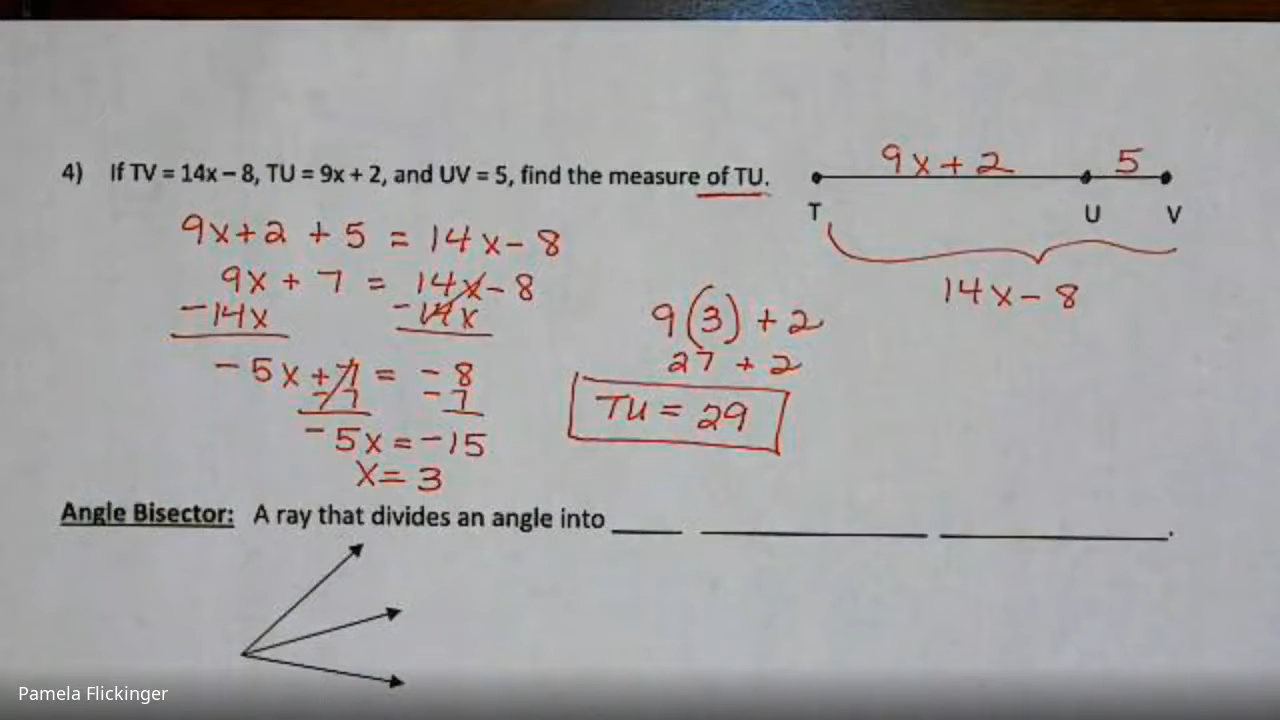 4) If TV = 14x – 8, TU = 9x + 2, and UV = 5, find the measure of TU.
9x + 2 5
T U V
14x - 8
9x + 2 + 5 = 14x - 8
9x + 7 = 14x - 8
-14x -14x
-5x + 7 = -8
-7 -7
-5x = -15
x = 3
9(3) + 2
27 + 2
TU = 29
Angle Bisector: A ray that divides an angle into ____ ________ ________.
Pamela Flickinger